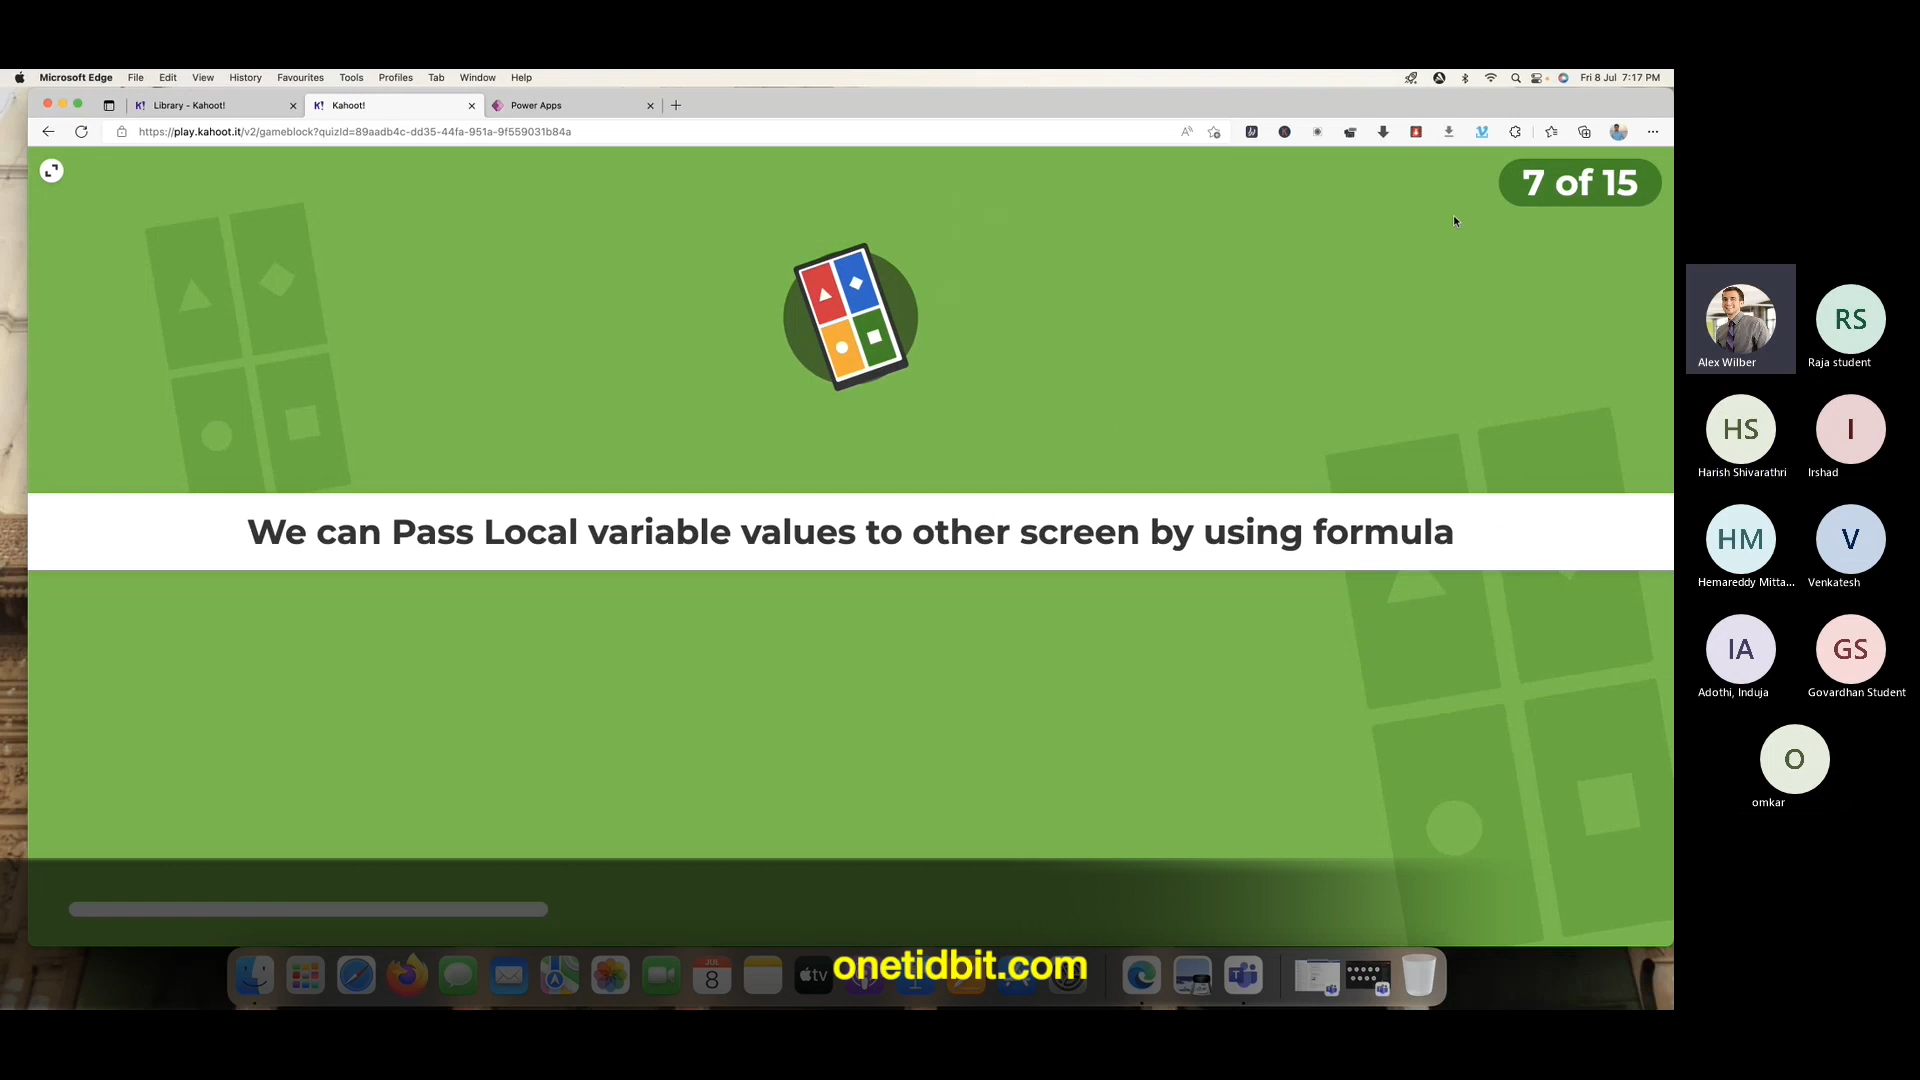 Microsoft Edge File Edit View History Favourites Tools Profiles Tab Window Help Fri 8 Jul 7:17 PM
Library - Kahoot! Kahoot! Power Apps
https://play.kahoot.it/v2/gameblock?quizId=89aadb4c-dd35-44fa-951a-9f559031b84a
7 of 15
We can Pass Local variable values to other screen by using formula
Alex Wilber
RS
Raja student
HS
Harish Shivarathri
I
Irshad
HM
Hemareddy Mitta...
V
Venkatesh
IA
Adothi, Induja
GS
Govardhan Student
O
omkar
JUL
8
tv
onetidbit.com